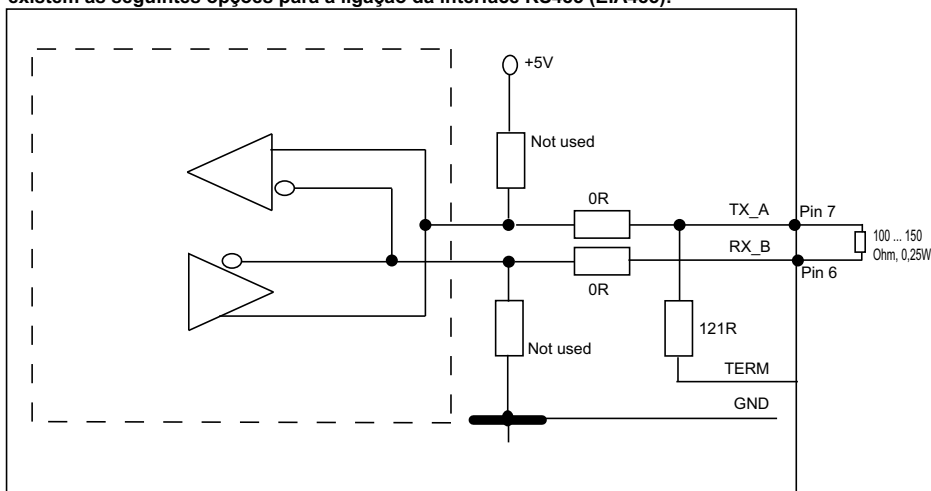 existem as seguintes opções para a ligação da interface RS485 (EIA485):
+5V
Not used
0R
TX_A
Pin 7
RX_B
100 ... 150
Ohm, 0,25W
Pin 6
0R
121R
Not used
TERM
GND